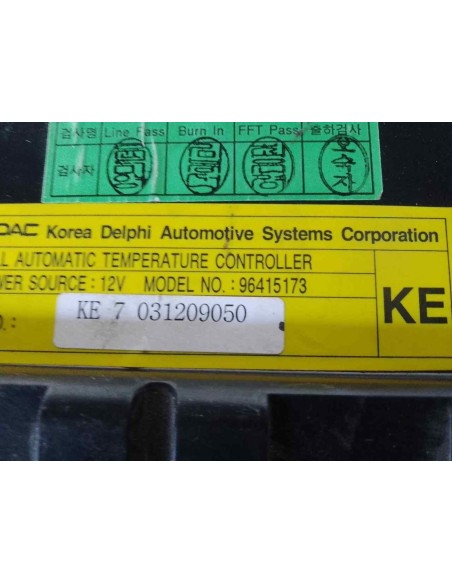 검사명 Line Pass Burn In FFT Pass 출하검사
검사자
DAC Korea Delphi Automotive Systems Corporation
AUTOMATIC TEMPERATURE CONTROLLER
WER SOURCE : 12V MODEL NO. : 96415173
KE
O. : KE 7 031209050